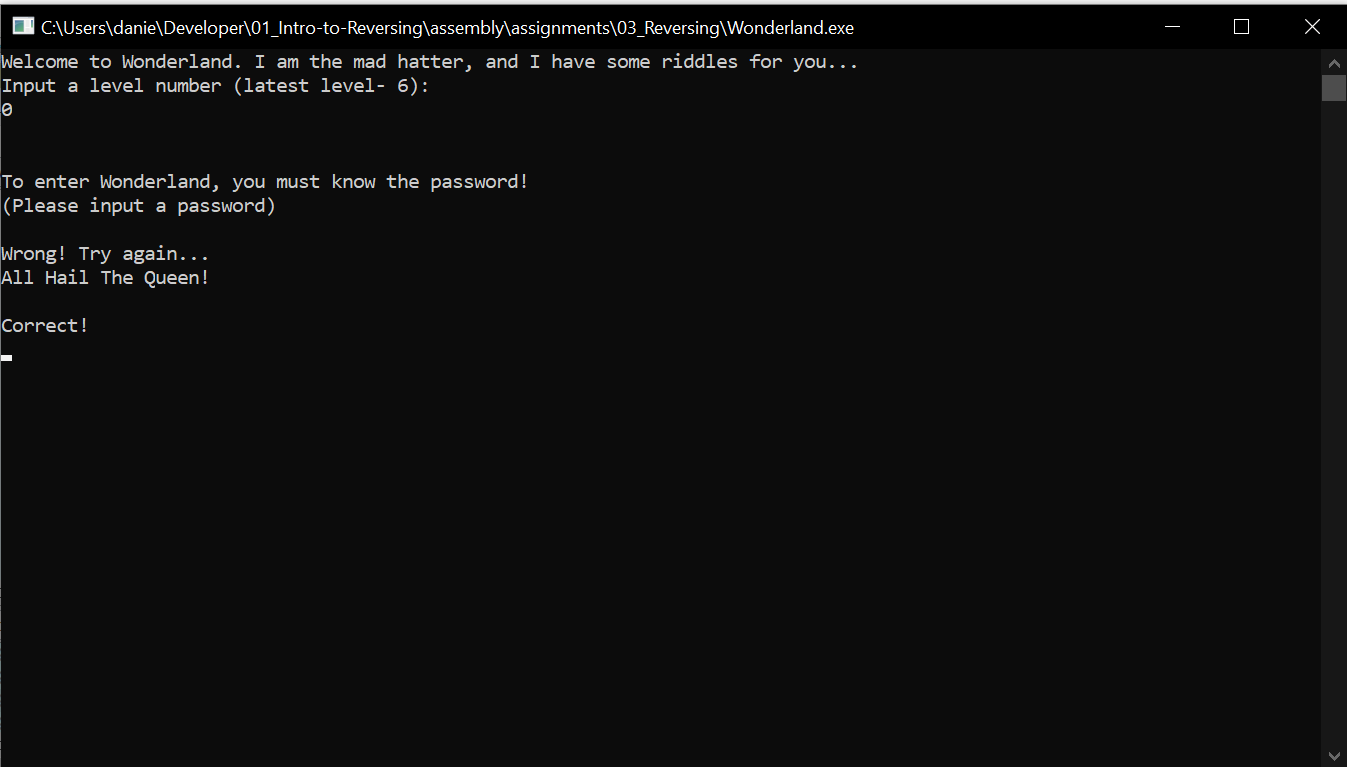 C:\Users\danie\Developer\01_Intro-to-Reversing\assembly\assignments\03_Reversing\Wonderland.exe
Welcome to Wonderland. I am the mad hatter, and I have some riddles for you...
Input a level number (latest level- 6):
0
To enter Wonderland, you must know the password!
(Please input a password)
Wrong! Try again...
All Hail The Queen!
Correct!